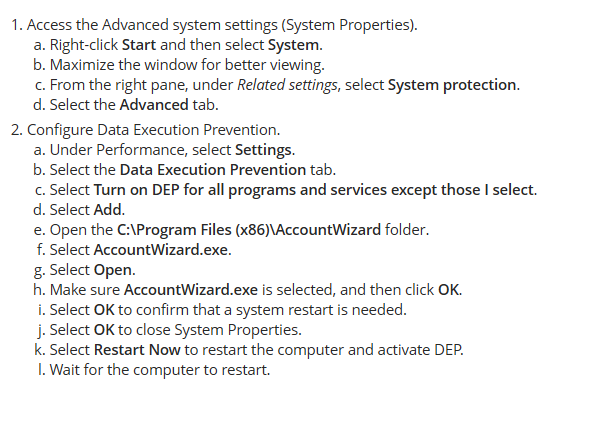 1. Access the Advanced system settings (System Properties).
a. Right-click Start and then select System.
b. Maximize the window for better viewing.
c. From the right pane, under Related settings, select System protection.
d. Select the Advanced tab.
2. Configure Data Execution Prevention.
a. Under Performance, select Settings.
b. Select the Data Execution Prevention tab.
c. Select Turn on DEP for all programs and services except those I select.
d. Select Add.
e. Open the C:\Program Files (x86)\AccountWizard folder.
f. Select AccountWizard.exe.
g. Select Open.
h. Make sure AccountWizard.exe is selected, and then click OK.
i. Select OK to confirm that a system restart is needed.
j. Select OK to close System Properties.
k. Select Restart Now to restart the computer and activate DEP.
l. Wait for the computer to restart.